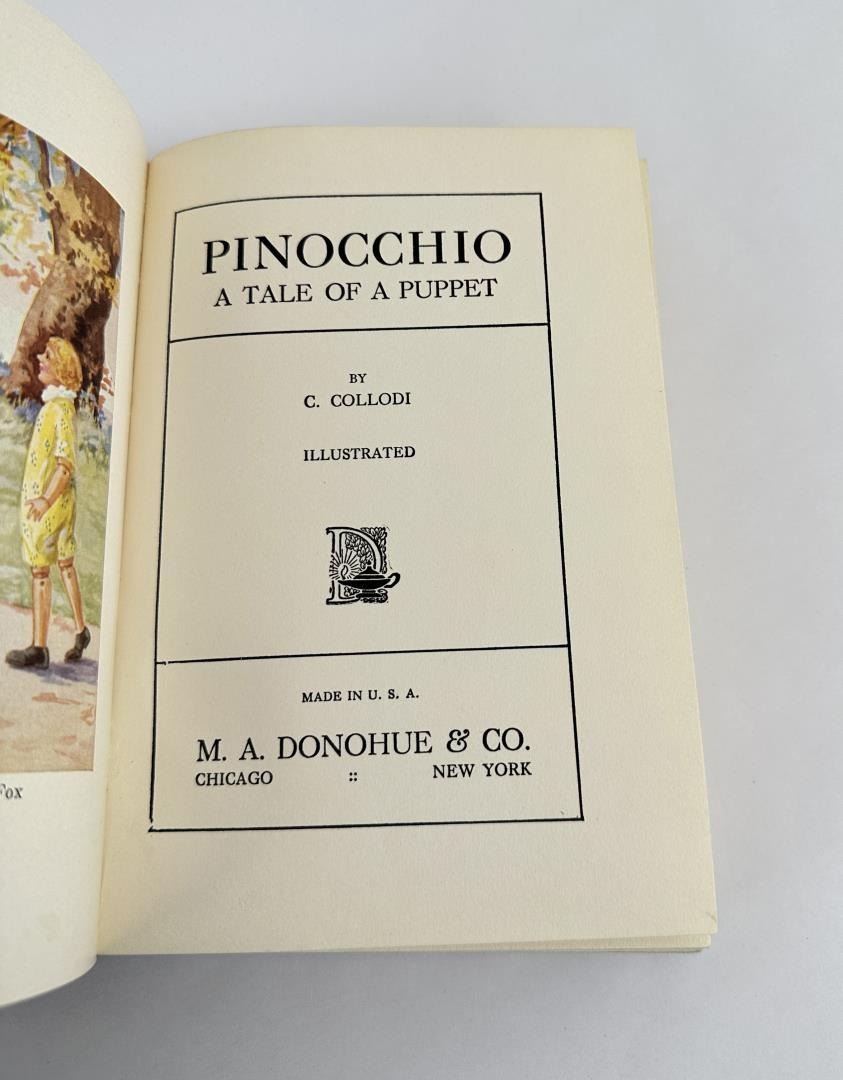 Fox
PINOCCHIO
A TALE OF A PUPPET
BY
C. COLLODI
ILLUSTRATED
D
MADE IN U. S. A.
M. A. DONOHUE & CO.
CHICAGO :: NEW YORK